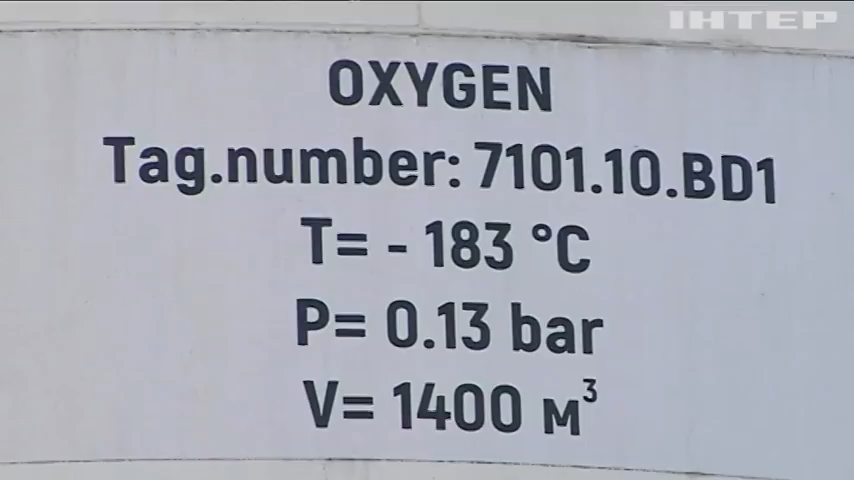 ІНТЕР
OXYGEN
Tag.number: 7101.10.BD1
T= - 183 °C
P= 0.13 bar
V= 1400 м³